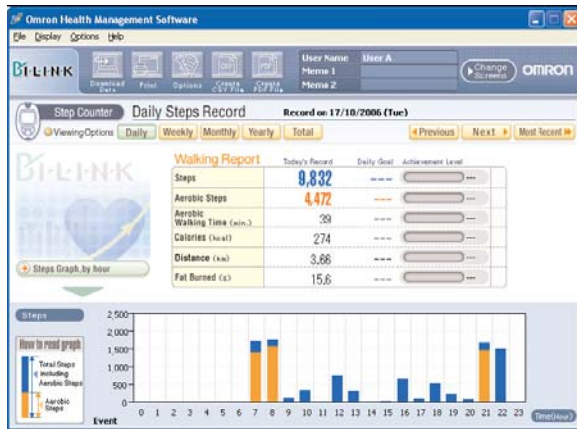 Omron Health Management Software
File Display Options Help
BI-LINK
Download Data
Print
Options
Create CSV File
Create PDF File
User Name User A
Memo 1
Memo 2
Change Screens
OMRON
Step Counter Daily Steps Record Record on 17/10/2006 (Tue)
Viewing Options Daily Weekly Monthly Yearly Total Previous Next Most Recent
BI-LINK
Walking Report Today's Record Daily Goal Achievement Level
Steps 9,832 --- ---
Aerobic Steps 4,472 --- ---
Aerobic Walking Time (min.) 39 --- ---
Calories (kcal) 274 --- ---
Distance (km) 3.66 --- ---
Fat Burned (g) 15.6 --- ---
Steps Graph, by hour
Steps
How to read graph
Total Steps
including
Aerobic Steps
Aerobic
Steps
2,500
2,000
1,500
1,000
500
0
0 1 2 3 4 5 6 7 8 9 10 11 12 13 14 15 16 17 18 19 20 21 22 23 Time(Hour)
Event